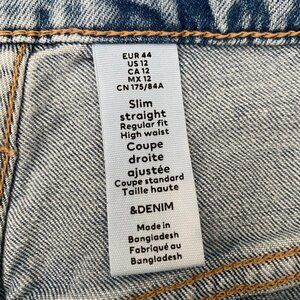 EUR 44
US 12
CA 12
MX 12
CN 175/84A
Slim
straight
Regular fit
High waist
Coupe
droite
ajustée
Coupe standard
Taille haute
&DENIM
Made in
Bangladesh
Fabriqué au
Bangladesh